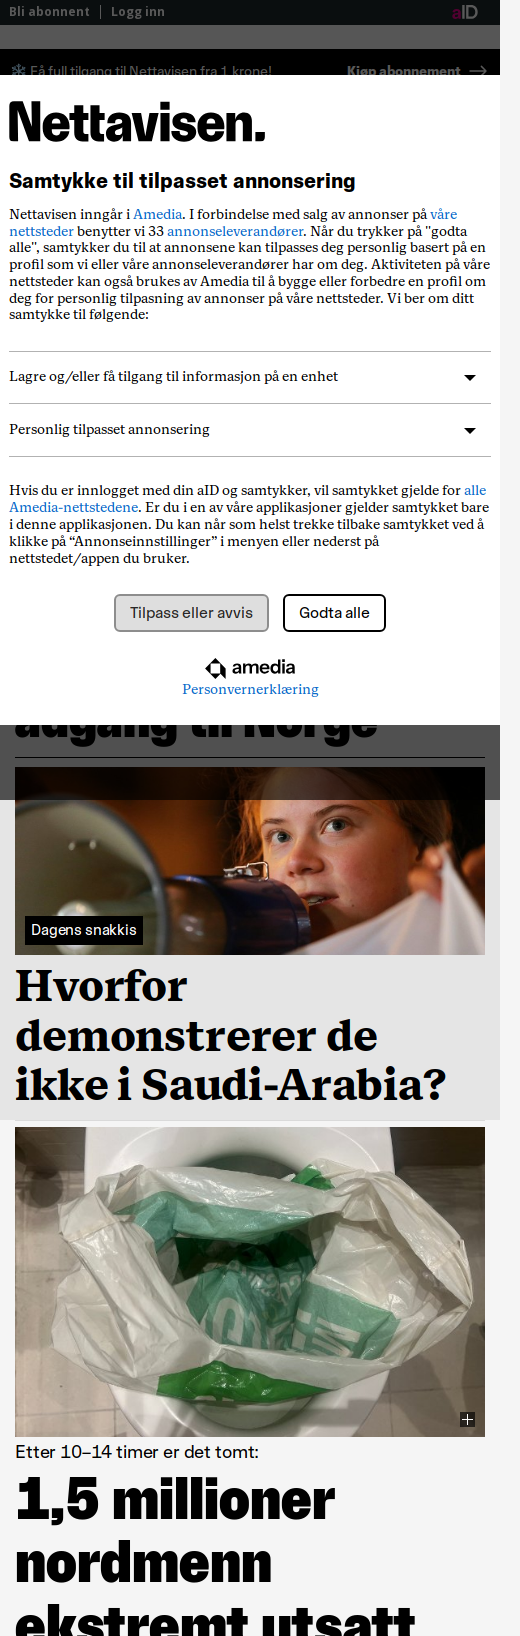 Bli abonnent | Logg inn
aID
Få full tilgang til Nettavisen fra 1 krone!
Kjøp abonnement
Nettavisen.
Samtykke til tilpasset annonsering
Nettavisen inngår i Amedia. I forbindelse med salg av annonser på våre
nettsteder benytter vi 33 annonseleverandører. Når du trykker på "godta
alle", samtykker du til at annonsene kan tilpasses deg personlig basert på en
profil som vi eller våre annonseleverandører har om deg. Aktiviteten på våre
nettsteder kan også brukes av Amedia til å bygge eller forbedre en profil om
deg for personlig tilpasning av annonser på våre nettsteder. Vi ber om ditt
samtykke til følgende:
Lagre og/eller få tilgang til informasjon på en enhet
Personlig tilpasset annonsering
Hvis du er innlogget med din aID og samtykker, vil samtykket gjelde for alle
Amedia-nettstedene. Er du i en av våre applikasjoner gjelder samtykket bare
i denne applikasjonen. Du kan når som helst trekke tilbake samtykket ved å
klikke på “Annonseinnstillinger” i menyen eller nederst på
nettstedet/appen du bruker.
Tilpass eller avvis
Godta alle
amedia
Personvernerklæring
adgang til Norge
Dagens snakkis
Hvorfor
demonstrerer de
ikke i Saudi-Arabia?
Etter 10–14 timer er det tomt:
1,5 millioner
nordmenn
ekstremt utsatt